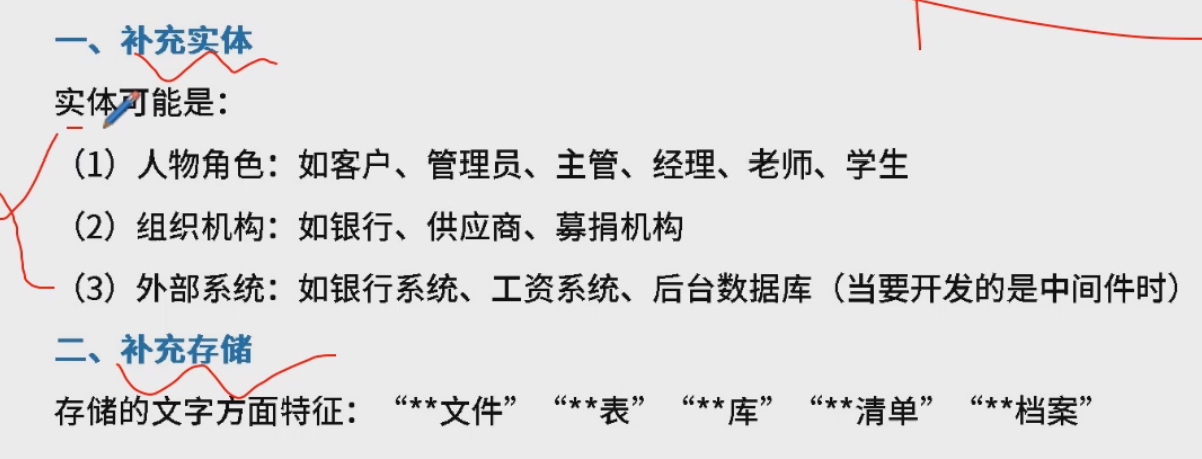 一、补充实体
实体可能是：
（1）人物角色：如客户、管理员、主管、经理、老师、学生
（2）组织机构：如银行、供应商、募捐机构
（3）外部系统：如银行系统、工资系统、后台数据库（当要开发的是中间件时）
二、补充存储
存储的文字方面特征：“**文件” “**表” “**库” “**清单” “**档案”